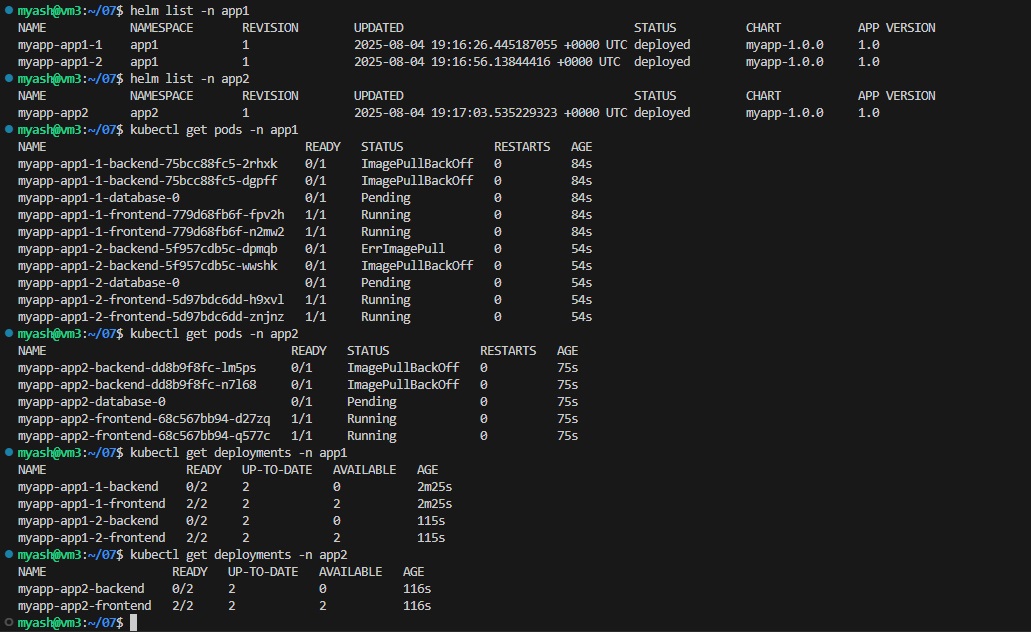 myash@vm3:~/07$ helm list -n app1
NAME NAMESPACE REVISION UPDATED STATUS CHART APP VERSION
myapp-app1-1 app1 1 2025-08-04 19:16:26.445187055 +0000 UTC deployed myapp-1.0.0 1.0
myapp-app1-2 app1 1 2025-08-04 19:16:56.13844416 +0000 UTC deployed myapp-1.0.0 1.0
myash@vm3:~/07$ helm list -n app2
NAME NAMESPACE REVISION UPDATED STATUS CHART APP VERSION
myapp-app2 app2 1 2025-08-04 19:17:03.535229323 +0000 UTC deployed myapp-1.0.0 1.0
myash@vm3:~/07$ kubectl get pods -n app1
NAME READY STATUS RESTARTS AGE
myapp-app1-1-backend-75bcc88fc5-2rhxk 0/1 ImagePullBackOff 0 84s
myapp-app1-1-backend-75bcc88fc5-dgpff 0/1 ImagePullBackOff 0 84s
myapp-app1-1-database-0 0/1 Pending 0 84s
myapp-app1-1-frontend-779d68fb6f-fpv2h 1/1 Running 0 84s
myapp-app1-1-frontend-779d68fb6f-n2mw2 1/1 Running 0 84s
myapp-app1-2-backend-5f957cdb5c-dpmqb 0/1 ErrImagePull 0 54s
myapp-app1-2-backend-5f957cdb5c-wwshk 0/1 ImagePullBackOff 0 54s
myapp-app1-2-database-0 0/1 Pending 0 54s
myapp-app1-2-frontend-5d97bdc6dd-h9xvl 1/1 Running 0 54s
myapp-app1-2-frontend-5d97bdc6dd-znjnz 1/1 Running 0 54s
myash@vm3:~/07$ kubectl get pods -n app2
NAME READY STATUS RESTARTS AGE
myapp-app2-backend-dd8b9f8fc-lm5ps 0/1 ImagePullBackOff 0 75s
myapp-app2-backend-dd8b9f8fc-n7l68 0/1 ImagePullBackOff 0 75s
myapp-app2-database-0 0/1 Pending 0 75s
myapp-app2-frontend-68c567bb94-d27zq 1/1 Running 0 75s
myapp-app2-frontend-68c567bb94-q577c 1/1 Running 0 75s
myash@vm3:~/07$ kubectl get deployments -n app1
NAME READY UP-TO-DATE AVAILABLE AGE
myapp-app1-1-backend 0/2 2 0 2m25s
myapp-app1-1-frontend 2/2 2 2 2m25s
myapp-app1-2-backend 0/2 2 0 115s
myapp-app1-2-frontend 2/2 2 2 115s
myash@vm3:~/07$ kubectl get deployments -n app2
NAME READY UP-TO-DATE AVAILABLE AGE
myapp-app2-backend 0/2 2 0 116s
myapp-app2-frontend 2/2 2 2 116s
myash@vm3:~/07$